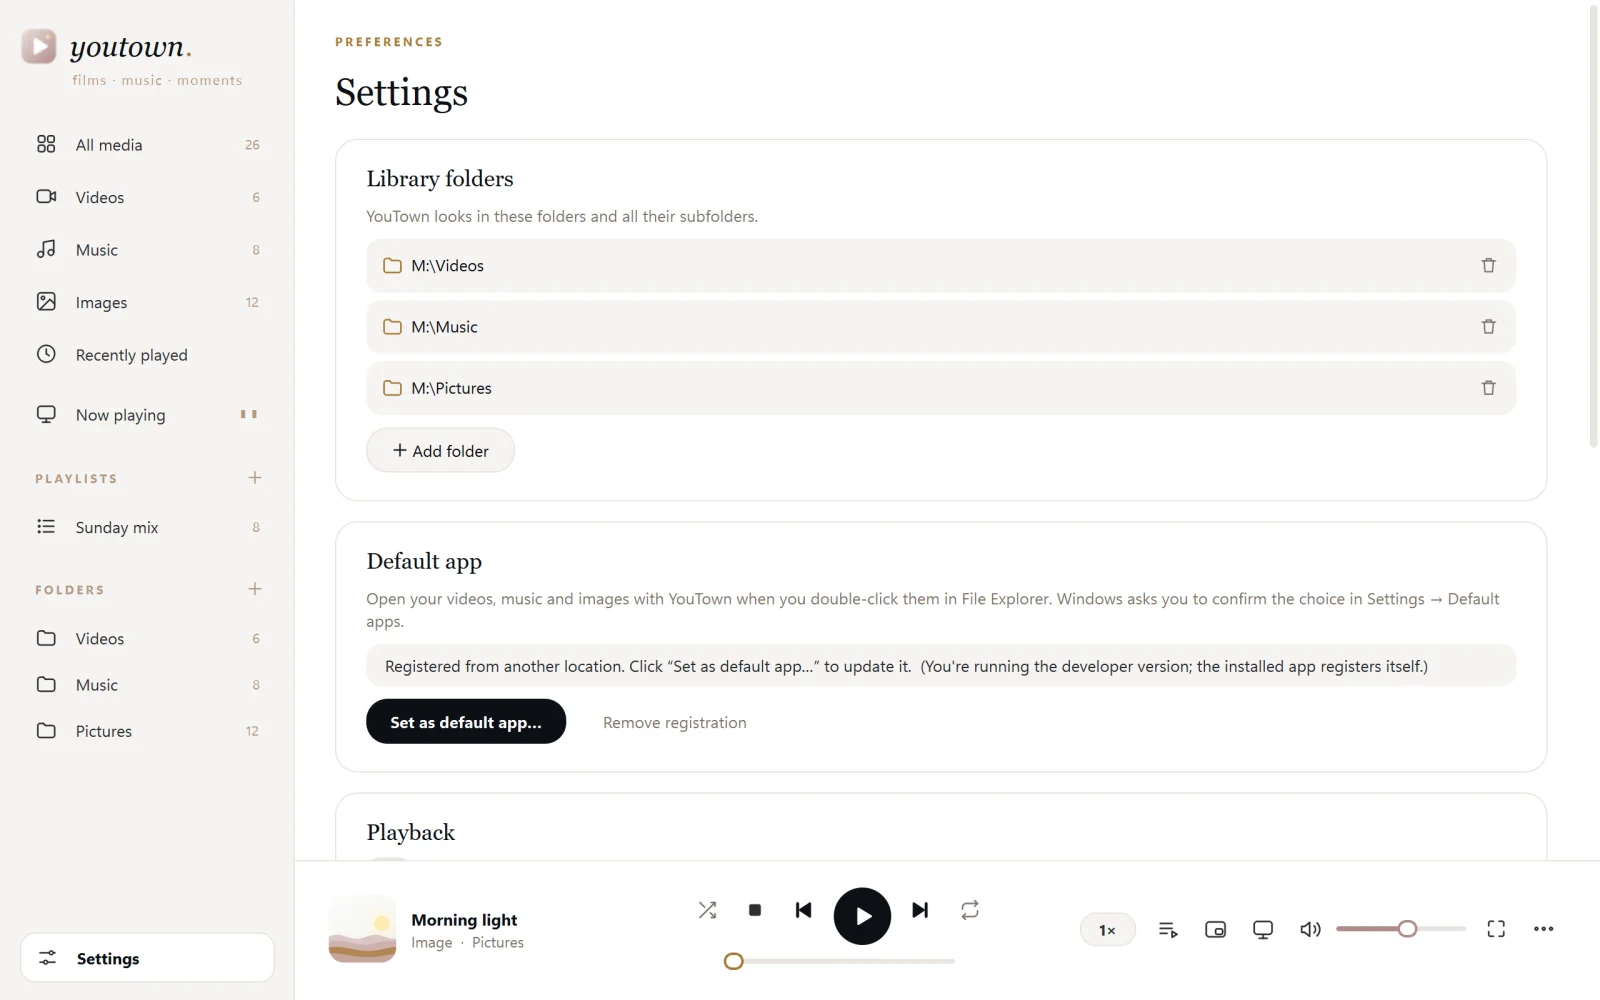 youtown.
films · music · moments
All media 26
Videos 6
Music 8
Images 12
Recently played
Now playing
PLAYLISTS
Sunday mix 8
FOLDERS
Videos 6
Music 8
Pictures 12
Settings
PREFERENCES
Settings
Library folders
YouTown looks in these folders and all their subfolders.
M:\Videos
M:\Music
M:\Pictures
+ Add folder
Default app
Open your videos, music and images with YouTown when you double-click them in File Explorer. Windows asks you to confirm the choice in Settings → Default
apps.
Registered from another location. Click “Set as default app…” to update it.  (You're running the developer version; the installed app registers itself.)
Set as default app…
Remove registration
Playback
Morning light
Image · Pictures
1×